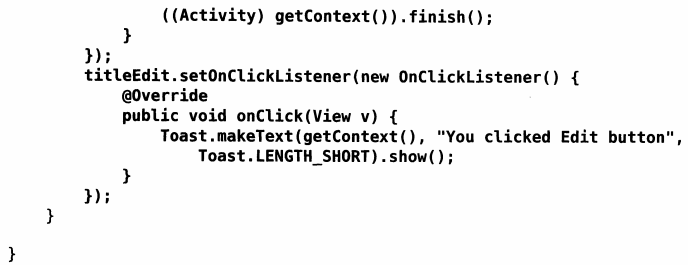 ((Activity) getContext()).finish();
            }
        });
        titleEdit.setOnClickListener(new OnClickListener() {
            @Override
            public void onClick(View v) {
                Toast.makeText(getContext(), "You clicked Edit button",
                    Toast.LENGTH_SHORT).show();
            }
        });
    }

}